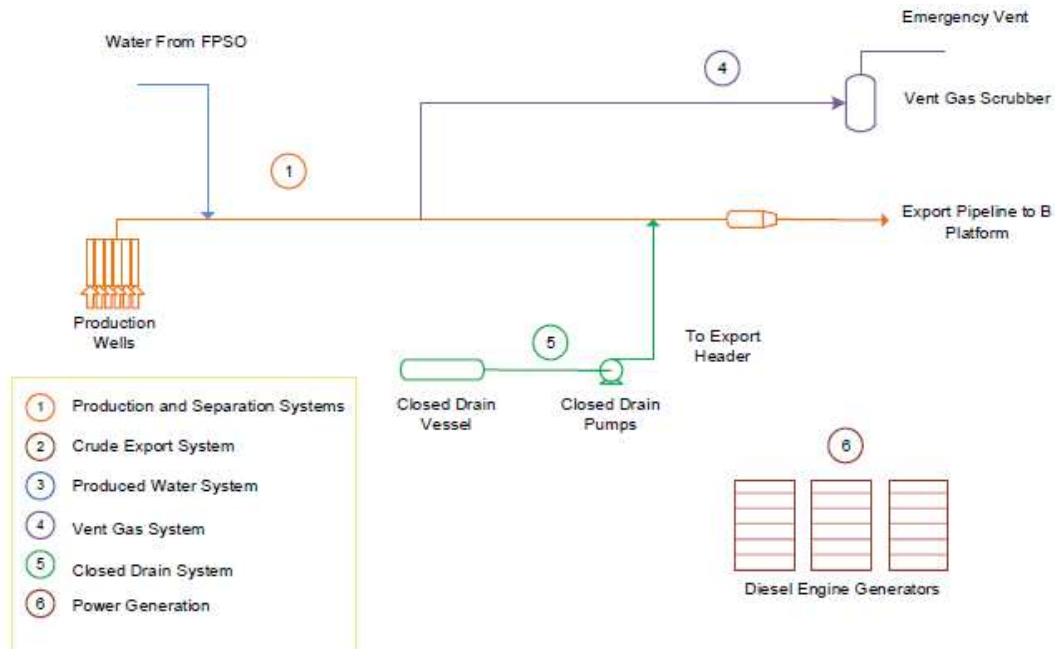 Emergency Vent
Water From FPSO
4
Vent Gas Scrubber
1
Export Pipeline to B
Platform
Production
Wells
5
To Export
Header
Closed Drain
Vessel
Closed Drain
Pumps
6
Diesel Engine Generators
1 Production and Separation Systems
2 Crude Export System
3 Produced Water System
4 Vent Gas System
5 Closed Drain System
6 Power Generation